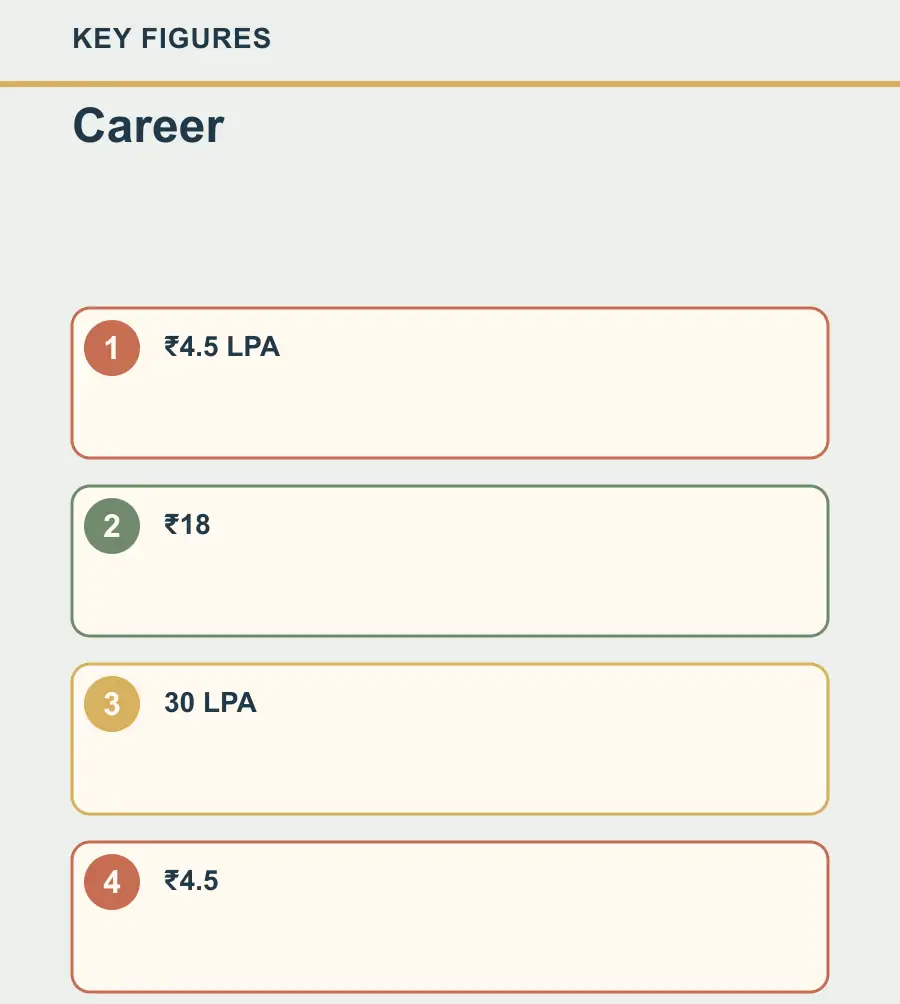 KEY FIGURES
Career
1 ₹4.5 LPA
2 ₹18
3 30 LPA
4 ₹4.5